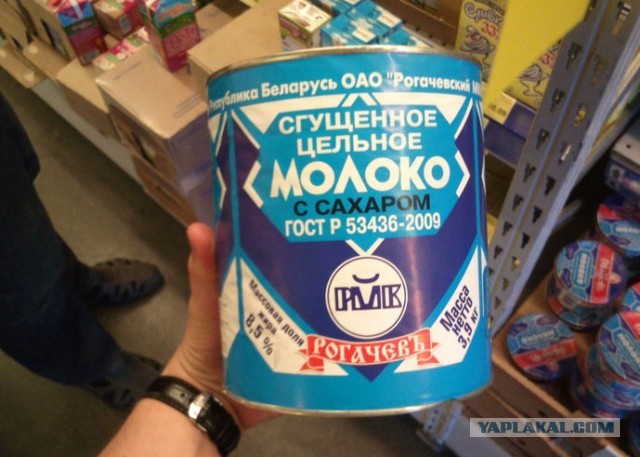 Республика Беларусь ОАО "Рогачевский
СГУЩЕННОЕ
ЦЕЛЬНОЕ
МОЛОКО
С САХАРОМ
ГОСТ Р 53436-2009
Массовая доля
жира
8,5 %
РМК
Масса
нетто
3,9 кг
РОГАЧЕВЪ
YAPLAKAL.COM